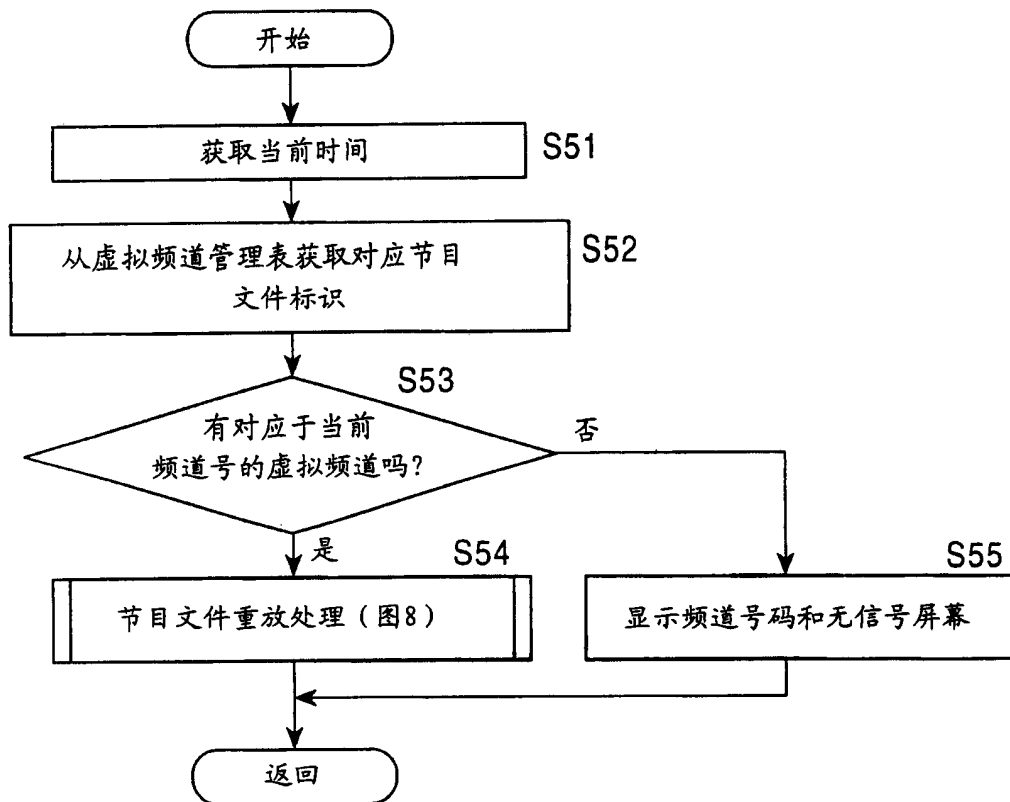 开始
获取当前时间
S51
从虚拟频道管理表获取对应节目
文件标识
S52
S53
有对应于当前
频道号的虚拟频道吗?
否
是
S54
节目文件重放处理(图8)
S55
显示频道号码和无信号屏幕
返回